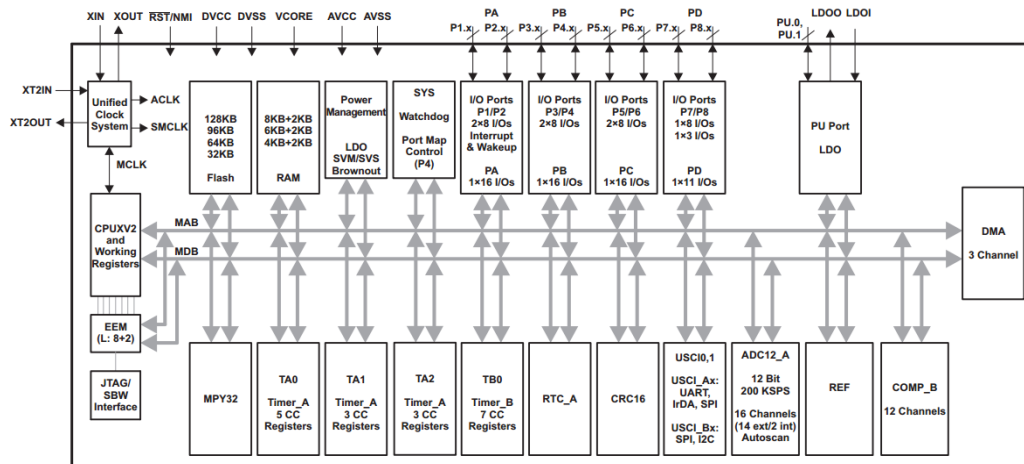 XIN XOUT RST/NMI DVCC DVSS VCORE AVCC AVSS
PA PB PC PD
P1.x P2.x P3.x P4.x P5.x P6.x P7.x P8.x
PU.0,
PU.1
LDOO LDOI
XT2IN
XT2OUT
Unified
Clock
System
ACLK
SMCLK
MCLK
128KB
96KB
64KB
32KB
Flash
8KB+2KB
6KB+2KB
4KB+2KB
RAM
Power
Management
LDO
SVM/SVS
Brownout
SYS
Watchdog
Port Map
Control
(P4)
I/O Ports
P1/P2
2×8 I/Os
Interrupt
& Wakeup
PA
1×16 I/Os
I/O Ports
P3/P4
2×8 I/Os
PB
1×16 I/Os
I/O Ports
P5/P6
2×8 I/Os
PC
1×16 I/Os
I/O Ports
P7/P8
1×8 I/Os
1×3 I/Os
PD
1×11 I/Os
PU Port
LDO
CPUXV2
and
Working
Registers
MAB
MDB
DMA
3 Channel
EEM
(L: 8+2)
JTAG/
SBW
Interface
MPY32
TA0
Timer_A
5 CC
Registers
TA1
Timer_A
3 CC
Registers
TA2
Timer_A
3 CC
Registers
TB0
Timer_B
7 CC
Registers
RTC_A
CRC16
USCI0,1
USCI_Ax:
UART,
IrDA, SPI
USCI_Bx:
SPI, I2C
ADC12_A
12 Bit
200 KSPS
16 Channels
(14 ext/2 int)
Autoscan
REF
COMP_B
12 Channels